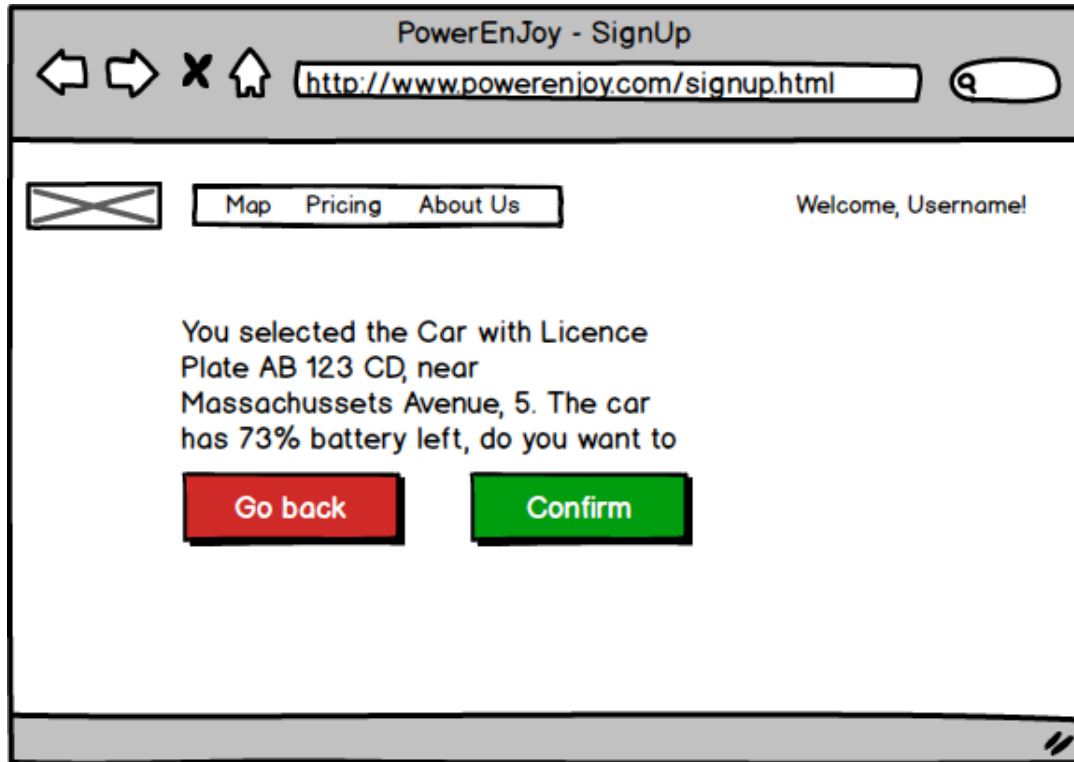 PowerEnJoy - SignUp
http://www.powerenjoy.com/signup.html
Map Pricing About Us Welcome, Username!
You selected the Car with Licence
Plate AB 123 CD, near
Massachussets Avenue, 5. The car
has 73% battery left, do you want to
Go back Confirm